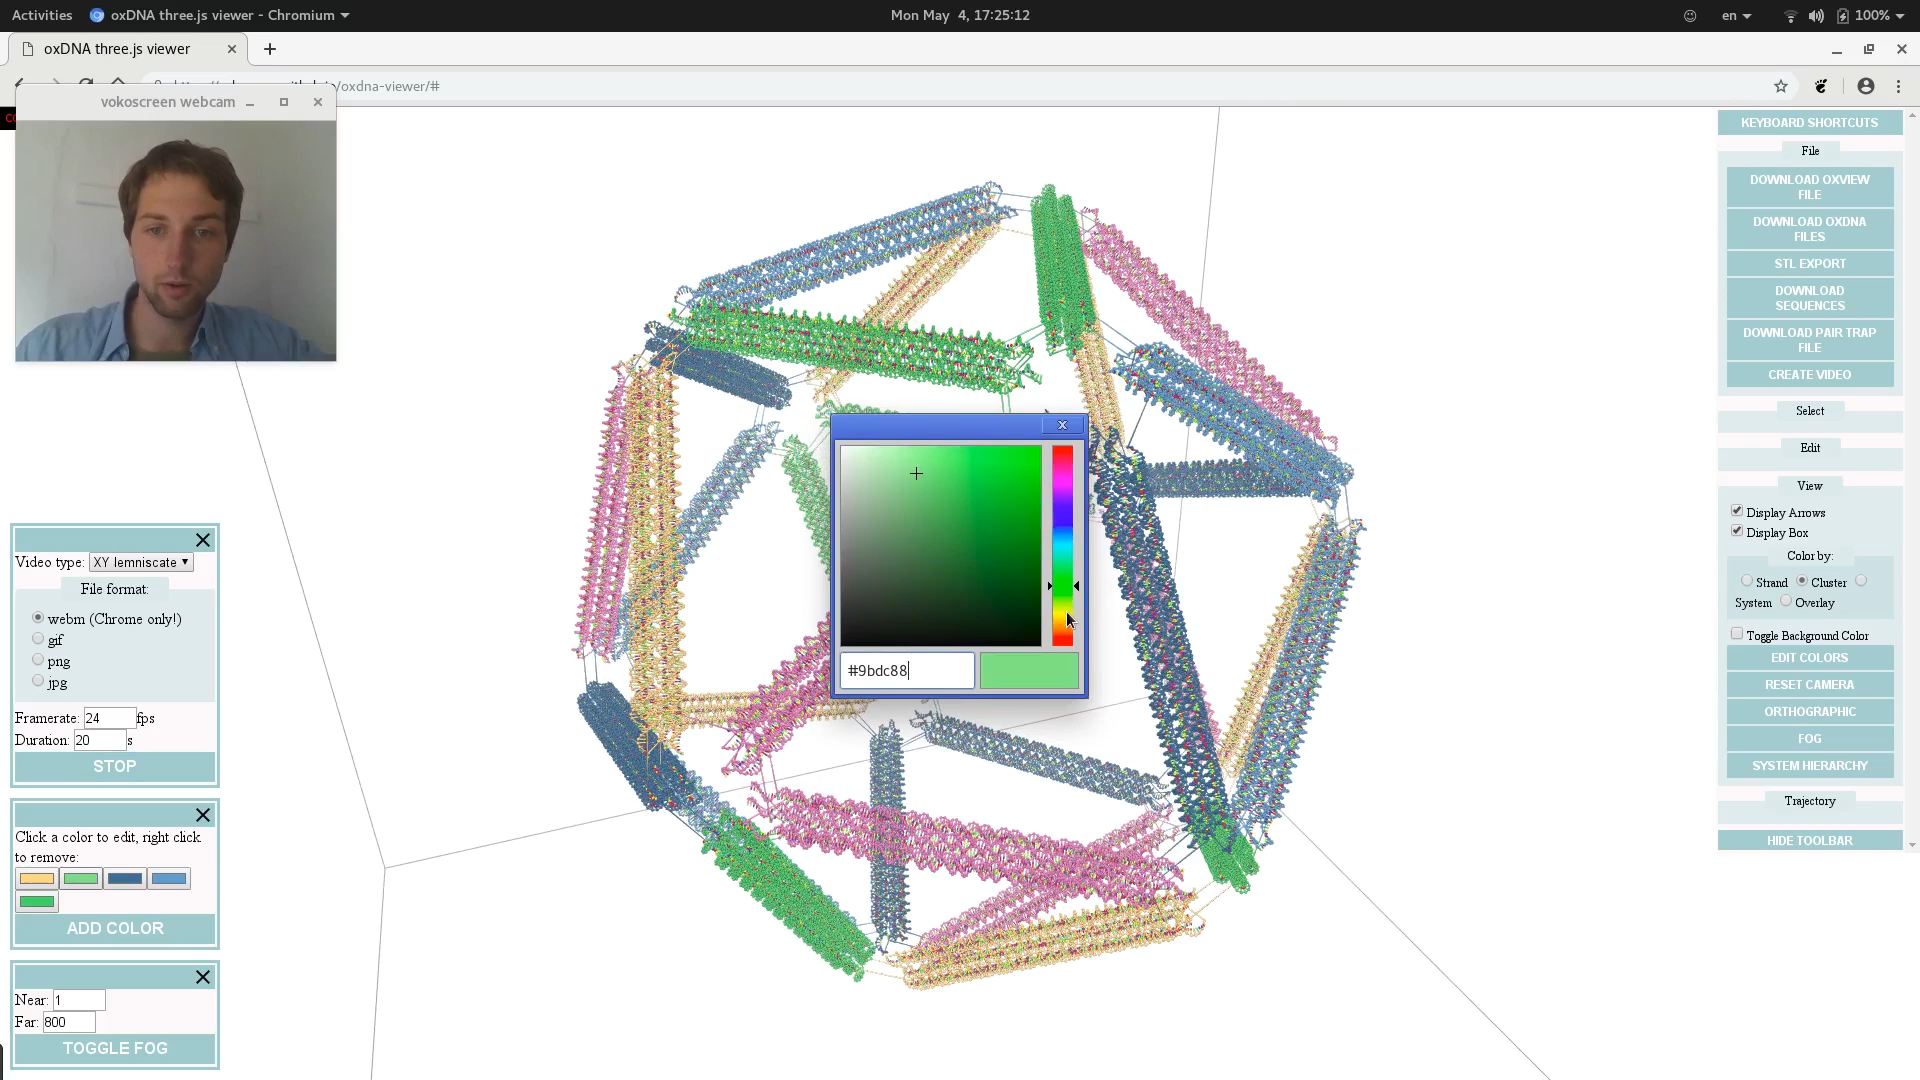 Activities
oxDNA three.js viewer - Chromium
Mon May 4, 17:25:12
en
100%
oxDNA three.js viewer
/oxdna-viewer/#
vokoscreen webcam
KEYBOARD SHORTCUTS
File
DOWNLOAD OXVIEW
FILE
DOWNLOAD OXDNA
FILES
STL EXPORT
DOWNLOAD
SEQUENCES
DOWNLOAD PAIR TRAP
FILE
CREATE VIDEO
Select
Edit
View
Display Arrows
Display Box
Color by:
Strand Cluster
System Overlay
Toggle Background Color
EDIT COLORS
RESET CAMERA
ORTHOGRAPHIC
FOG
SYSTEM HIERARCHY
Trajectory
HIDE TOOLBAR
#9bdc88
Video type: XY lemniscate
File format:
webm (Chrome only!)
gif
png
jpg
Framerate: 24 fps
Duration: 20 s
STOP
Click a color to edit, right click
to remove:
ADD COLOR
Near: 1
Far: 800
TOGGLE FOG